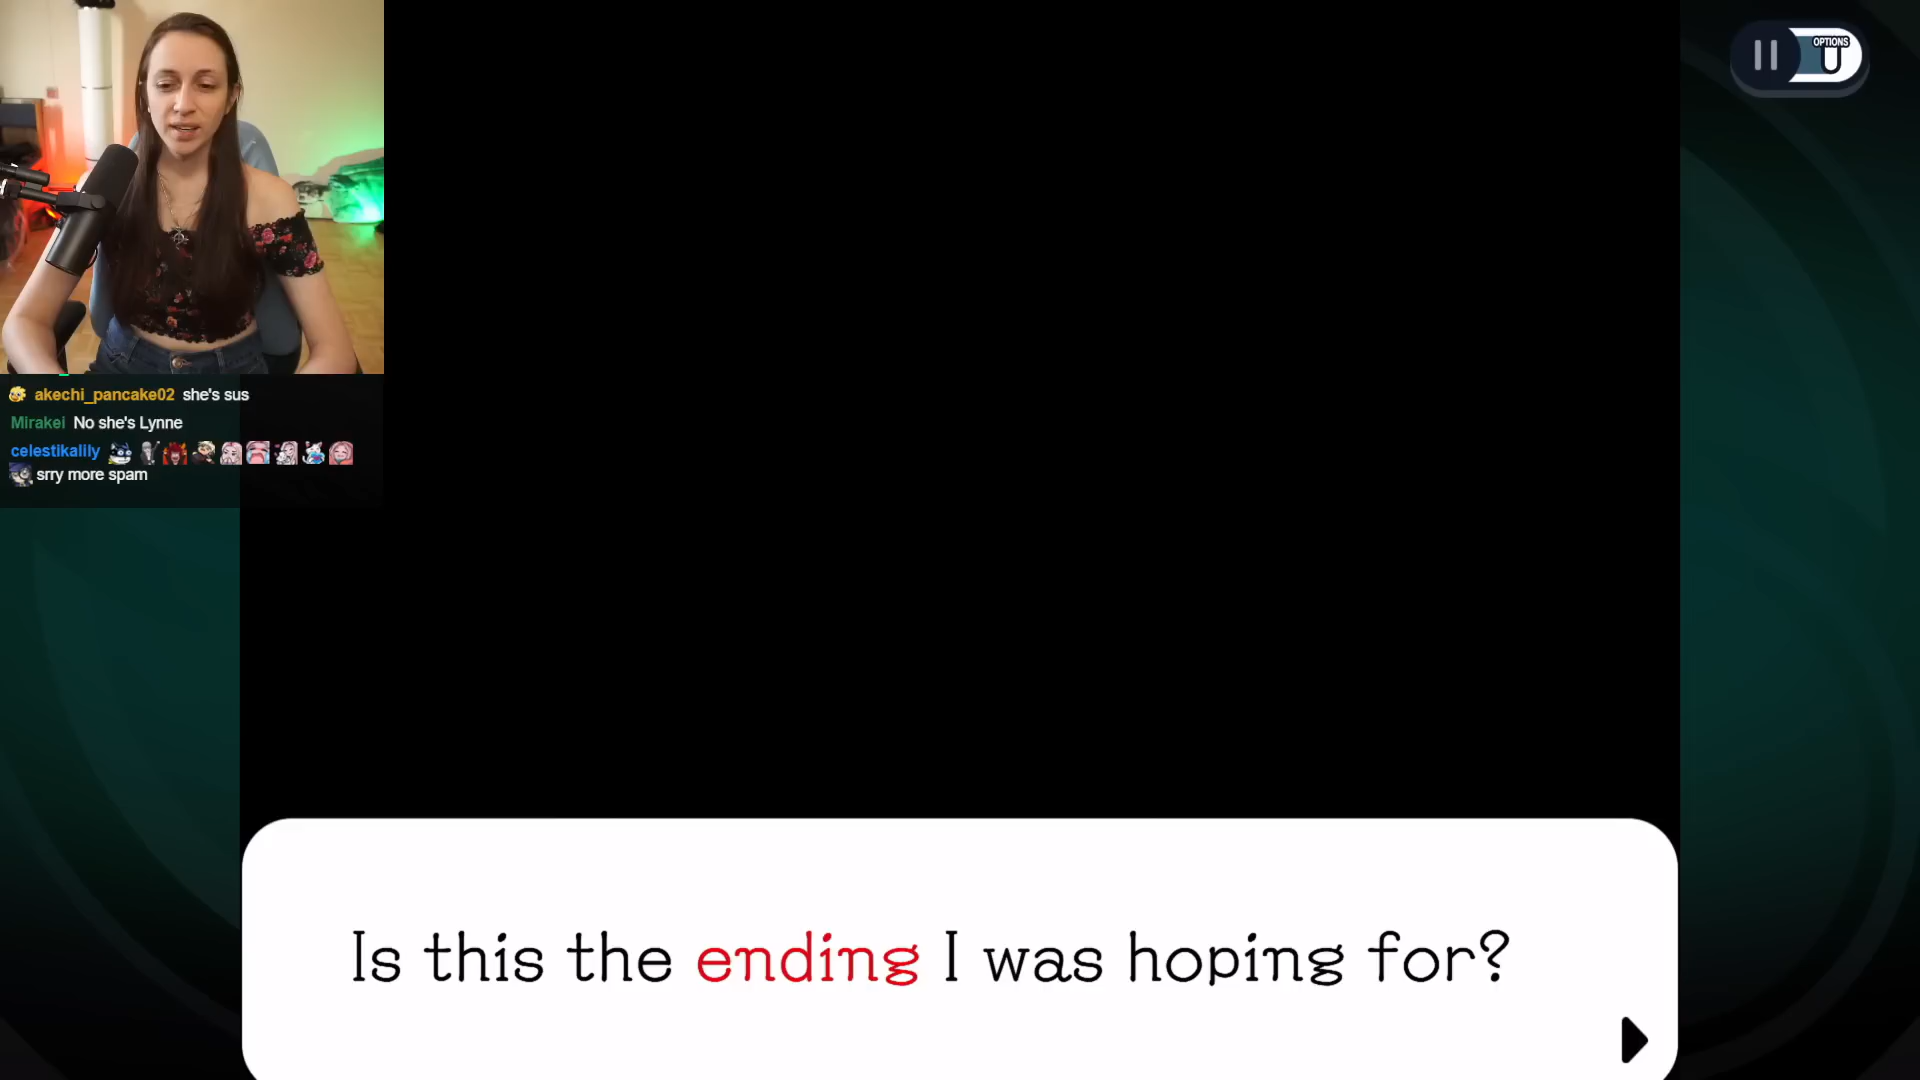 OPTIONS
akechi_pancake02 she's sus
Mirakei No she's Lynne
celestikalily
srry more spam
Is this the ending I was hoping for?